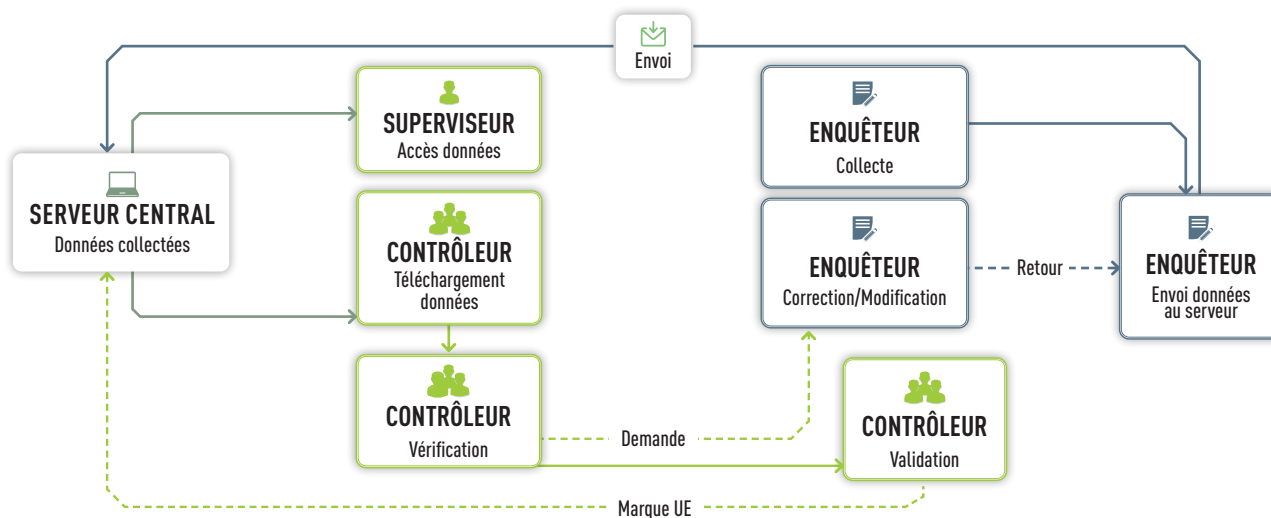 Envoi
SUPERVISEUR
Accès données
ENQUÊTEUR
Collecte
SERVEUR CENTRAL
Données collectées
CONTRÔLEUR
Téléchargement
données
ENQUÊTEUR
Correction/Modification
Retour
ENQUÊTEUR
Envoi données
au serveur
CONTRÔLEUR
Vérification
Demande
CONTRÔLEUR
Validation
Marque UE